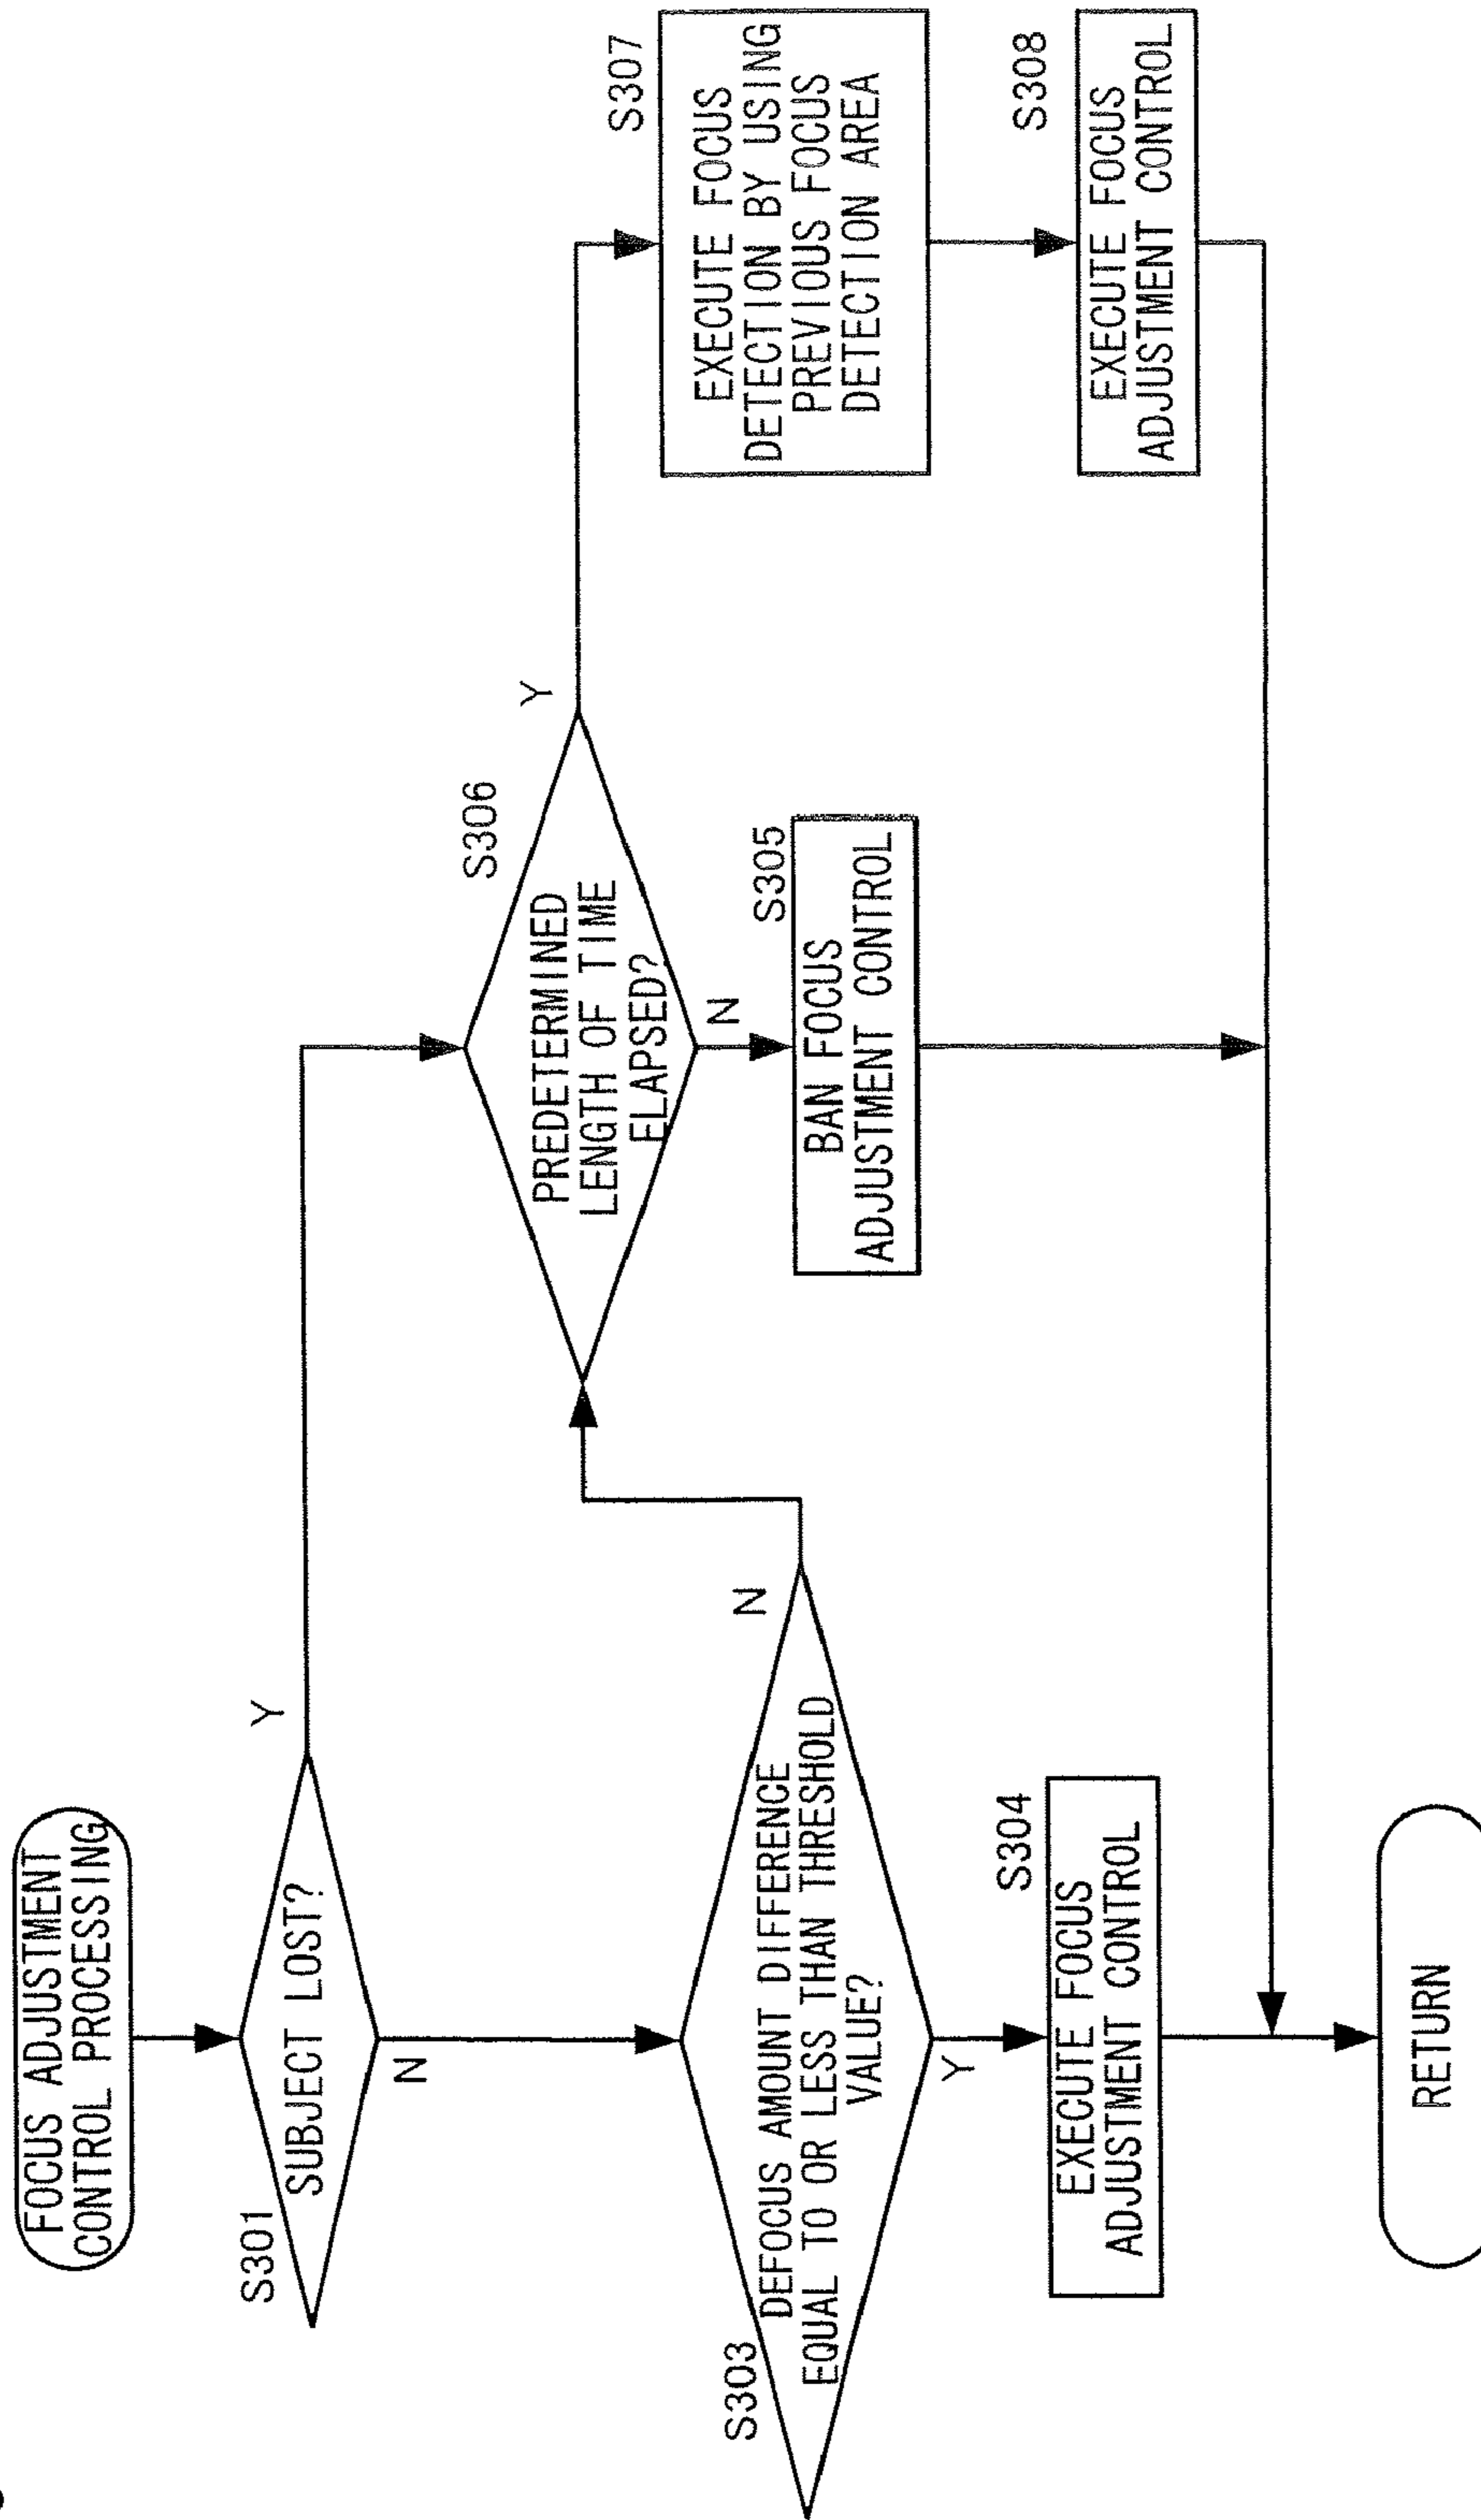 FOCUS ADJUSTMENT
CONTROL PROCESSING
S301
SUBJECT LOST?
Y
N
S303
DEFOCUS AMOUNT DIFFERENCE
EQUAL TO OR LESS THAN THRESHOLD
VALUE?
N
Y
S304
EXECUTE FOCUS
ADJUSTMENT CONTROL
S306
PREDETERMINED
LENGTH OF TIME
ELAPSED?
Y
N
S305
BAN FOCUS
ADJUSTMENT CONTROL
S307
EXECUTE FOCUS
DETECTION BY USING
PREVIOUS FOCUS
DETECTION AREA
S308
EXECUTE FOCUS
ADJUSTMENT CONTROL
RETURN